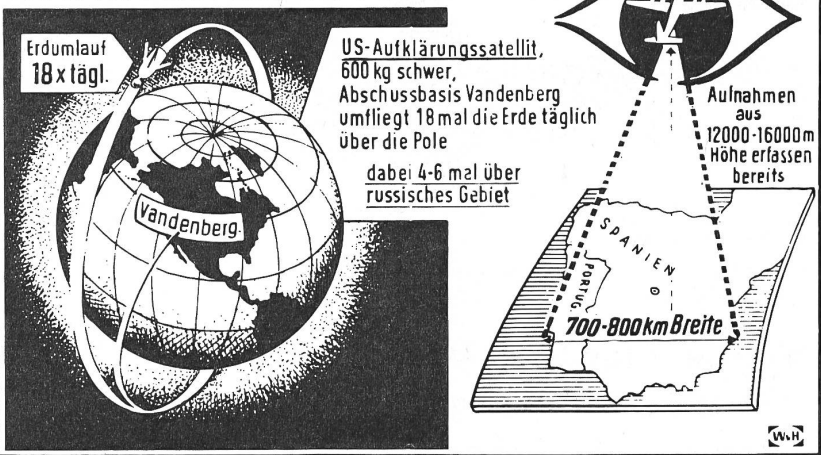 Erdumlauf
18 x tägl.
US-Aufklärungssatellit,
600 kg schwer,
Abschussbasis Vandenberg
umfliegt 18 mal die Erde täglich
über die Pole
dabei 4-6 mal über
russisches Gebiet
Vandenberg.
Aufnahmen
aus
12000-16000 m
Höhe erfassen
bereits
SPANIEN
PORTUG
700-800 km Breite
W&H